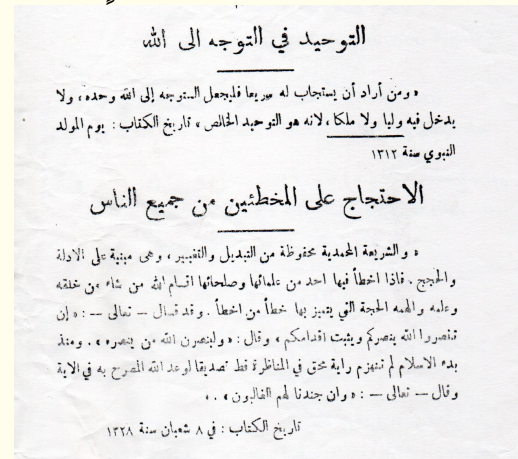 التوحيد في التوجه الى الله
« ومن أراد أن يستجاب له سريعا فليجعل التوجه إلى الله وحده ، ولا
يدخل فيه وليا ولا ملكا ، لانه هو التوحيد الخالص » تاريخ الكتاب : يوم المولد
النبوي سنة ١٣١٢
الاحتجاج على المخطئين من جميع الناس
« والشريعة المحمدية محفوظة من التبديل والتغيير ، وهى مبنية على الادلة
والحجج . فاذا اخطأ فيها احد من علمائها وصلحائها اقام الله من شاء من خلقه
وعلمه والهمه الحجة التي يتميز بها خطأ من اخطأ . وقد قال — تعالى — : « إن
تنصروا الله ينصركم ويثبت اقدامكم » وقال : « ولينصرن الله من ينصره » . ومنذ
بدء الاسلام لم تنهزم راية محق في المناظرة قط تصديقا لوعد الله المصرح به في الاية
وقال — تعالى — : « وان جندنا لهم الغالبون » . »
تاريخ الكتاب : في ٨ شعبان سنة ١٣٢٨